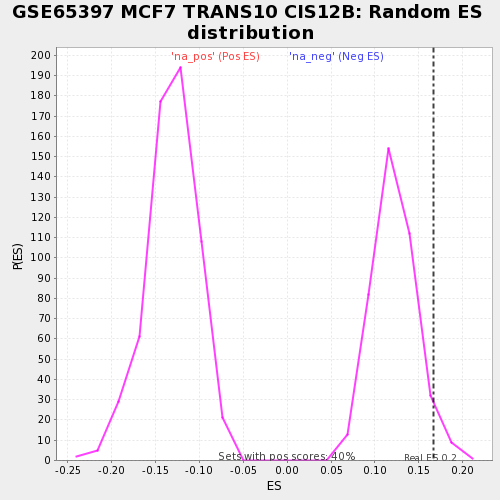 GSE65397 MCF7 TRANS10 CIS12B: Random ES
distribution
'na_pos' (Pos ES) 'na_neg' (Neg ES)
200
190
180
170
160
150
140
130
120
110
100
90
80
70
60
50
40
30
20
10
0
P(ES)
Sets with pos scores: 40%
Real ES 0.2
-0.25 -0.20 -0.15 -0.10 -0.05 0.00 0.05 0.10 0.15 0.20
ES